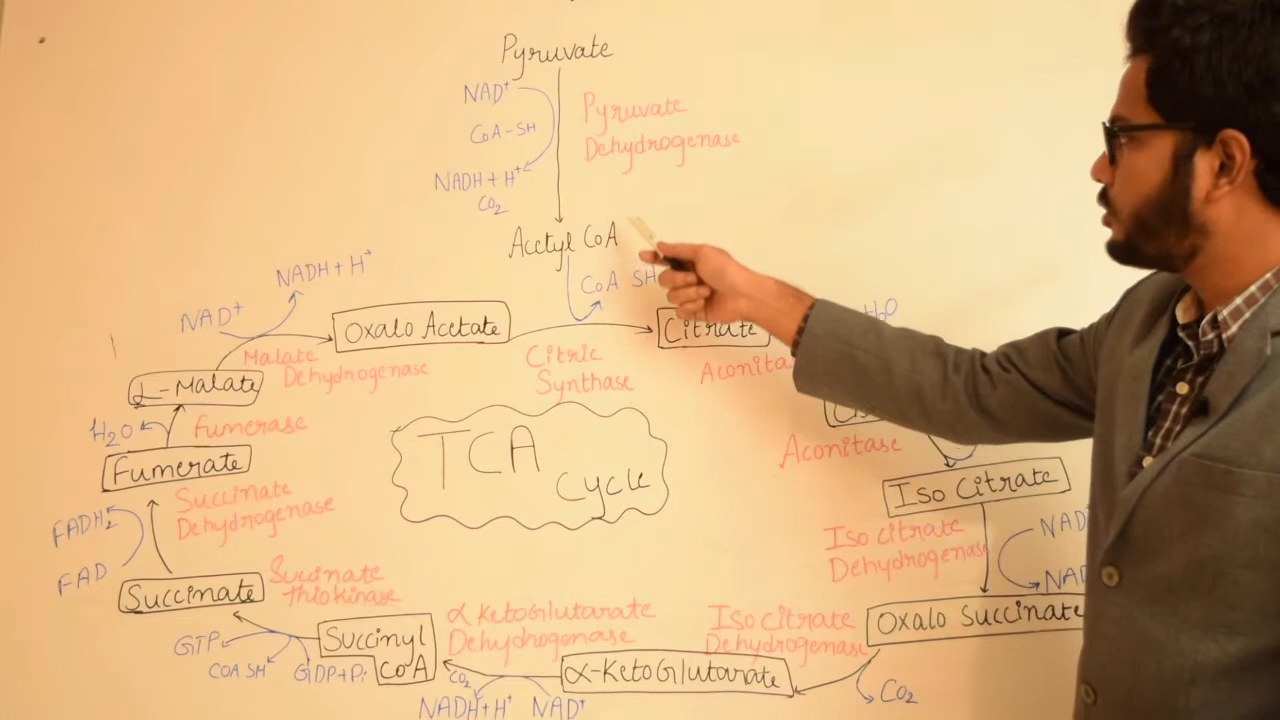 Pyruvate
NAD+
CoA-SH
NADH + H+
CO2
Pyruvate
Dehydrogenase
Acetyl CoA
CoA SH
NADH + H+
NAD+
Oxalo Acetate
Citrate
Malate
Dehydrogenase
Citric
Synthase
L-Malate
H2O
Fumerase
Fumerate
TCA
Cycle
Aconitase
Iso Citrate
Succinate
Dehydrogenase
FADH2
FAD
Iso citrate
Dehydrogenase
Succinate
Succinate
thiokinase
Oxalo Succinate
GTP
COA SH
GDP+Pi
Succinyl
CoA
α KetoGlutarate
Dehydrogenase
Iso citrate
Dehydrogenase
α-KetoGlutarate
CO2
CO2
NADH+H+
NAD+